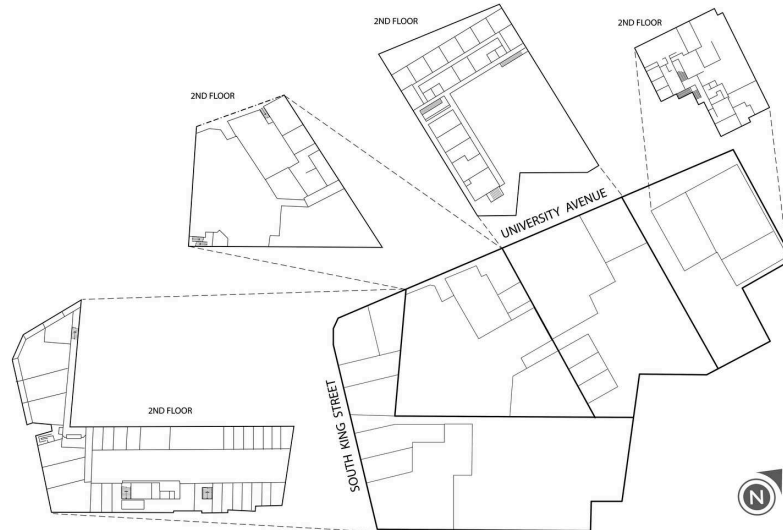 2ND FLOOR
2ND FLOOR
2ND FLOOR
UNIVERSITY AVENUE
2ND FLOOR
SOUTH KING STREET
N